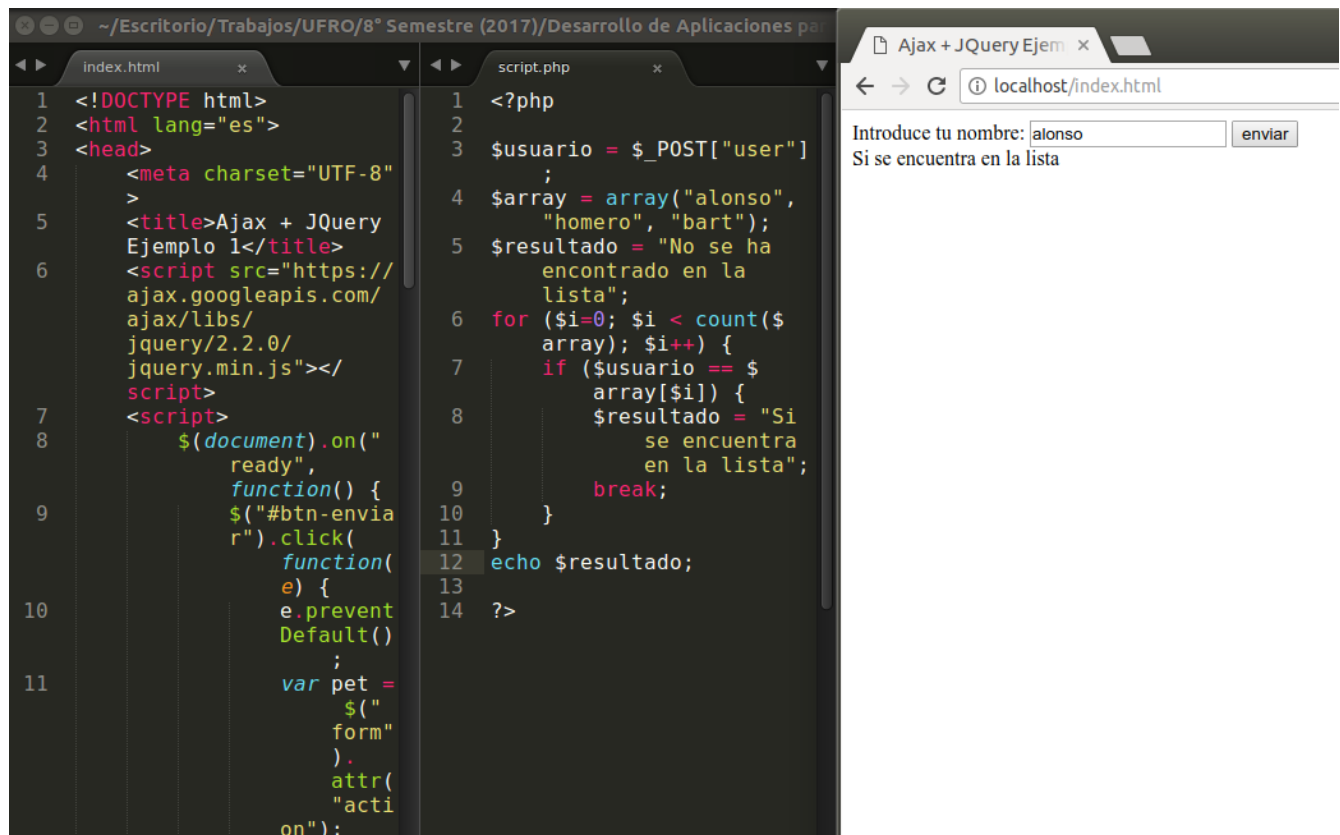 ~/Escritorio/Trabajos/UFRO/8° Semestre (2017)/Desarrollo de Aplicaciones par
index.html
1 <!DOCTYPE html>
2 <html lang="es">
3 <head>
4 <meta charset="UTF-8"
>
5 <title>Ajax + JQuery
Ejemplo 1</title>
6 <script src="https://
ajax.googleapis.com/
ajax/libs/
jquery/2.2.0/
jquery.min.js"></
script>
7 <script>
8 $(document).on("
ready",
function() {
9 $("#btn-envia
r").click(
function(
e) {
10 e.prevent
Default()
;
11 var pet =
$("
form"
).
attr(
"acti
on");
script.php
1 <?php
2
3 $usuario = $_POST["user"]
;
4 $array = array("alonso",
"homero", "bart");
5 $resultado = "No se ha
encontrado en la
lista";
6 for ($i=0; $i < count($
array); $i++) {
7 if ($usuario == $
array[$i]) {
8 $resultado = "Si
se encuentra
en la lista";
9 break;
10 }
11 }
12 echo $resultado;
13
14 ?>
Ajax + JQuery Ejem
localhost/index.html
Introduce tu nombre: alonso enviar
Si se encuentra en la lista